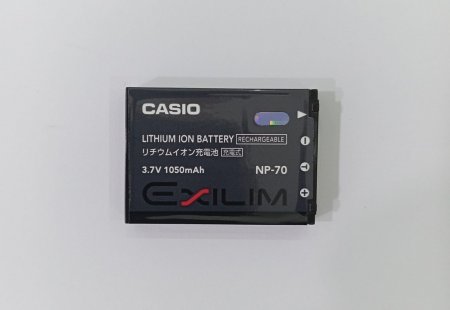 CASIO
LITHIUM ION BATTERY RECHARGEABLE
リチウムイオン充電池 充電式
3.7V 1050mAh NP-70
EXILIM
− T +